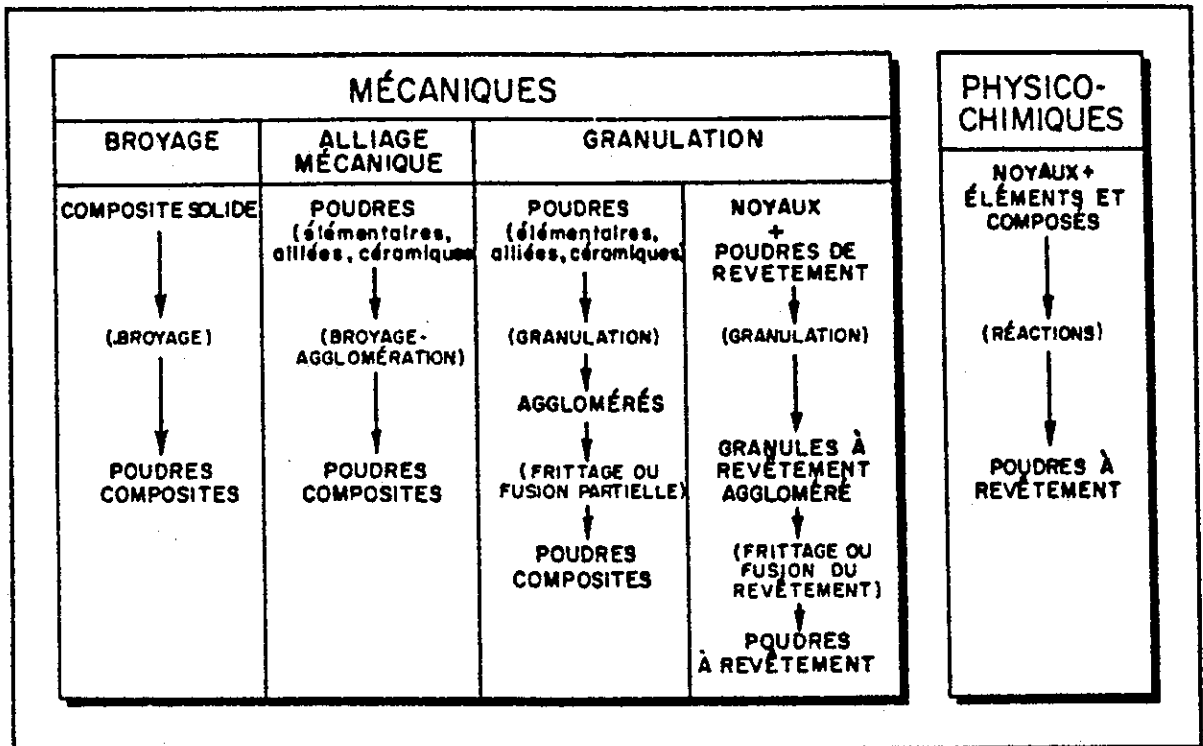 MÉCANIQUES
BROYAGE
COMPOSITE SOLIDE
(BROYAGE)
POUDRES
COMPOSITES
ALLIAGE
MÉCANIQUE
POUDRES
(élémentaires,
alliées, céramiques)
(BROYAGE-
AGGLOMÉRATION)
POUDRES
COMPOSITES
GRANULATION
POUDRES
(élémentaires,
alliées, céramiques)
(GRANULATION)
AGGLOMÉRÉS
(FRITTAGE OU
FUSION PARTIELLE)
POUDRES
COMPOSITES
NOYAUX
+
POUDRES DE
REVÊTEMENT
(GRANULATION)
GRANULES À
REVÊTEMENT
AGGLOMÉRÉ
(FRITTAGE OU
FUSION DU
REVÊTEMENT)
POUDRES
À REVÊTEMENT
PHYSICO-
CHIMIQUES
NOYAUX +
ÉLÉMENTS ET
COMPOSÉS
(RÉACTIONS)
POUDRES À
REVÊTEMENT